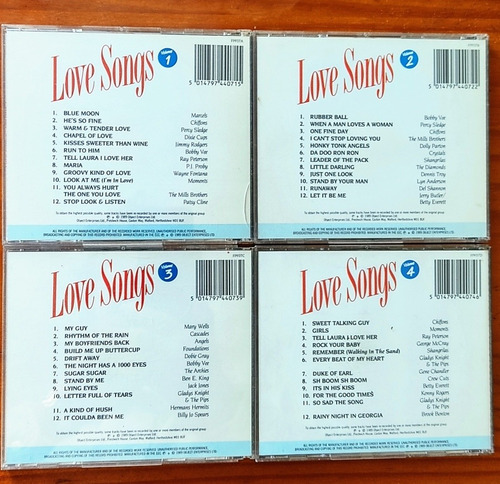 Love Songs
Volume 1
5 014797 440715
1. BLUE MOON Marcels
2. HE'S SO FINE Chiffons
3. WARM & TENDER LOVE Percy Sledge
4. CHAPEL OF LOVE Dixie Cups
5. KISSES SWEETER THAN WINE Jimmy Rodgers
6. RUN TO HIM Bobby Vee
7. TELL LAURA I LOVE HER Ray Peterson
8. MARIA P.J. Proby
9. GROOVY KIND OF LOVE Wayne Fontana
10. LOOK AT ME (I'm in Love) Moments
11. YOU ALWAYS HURT
THE ONE YOU LOVE The Mills Brothers
12. STOP LOOK & LISTEN Patsy Cline
Love Songs
Volume 2
5 014797 440722
1. RUBBER BALL Bobby Vee
2. WHEN A MAN LOVES A WOMAN Percy Sledge
3. ONE FINE DAY Chiffons
4. I CAN'T STOP LOVING YOU The Mills Brothers
5. HONKY TONK ANGELS Dolly Parton
6. DA DOO RON RON Crystals
7. LEADER OF THE PACK Shangrilas
8. LITTLE DARLING The Diamonds
9. JUST ONE LOOK Dennis Troy
10. STAND BY YOUR MAN Lyn Anderson
11. RUNAWAY Del Shannon
12. LET IT BE ME Jerry Butler/
Betty Everett
Love Songs
Volume 3
5 014797 440739
1. MY GUY Mary Wells
2. RHYTHM OF THE RAIN Cascades
3. MY BOYFRIENDS BACK Angels
4. BUILD ME UP BUTTERCUP Foundations
5. DRIFT AWAY Dobie Gray
6. THE NIGHT HAS A 1000 EYES Bobby Vee
7. SUGAR SUGAR The Archies
8. STAND BY ME Ben E. King
9. LYING EYES Jack Jones
10. LETTER FULL OF TEARS Gladys Knight
& The Pips
11. A KIND OF HUSH Hermans Hermits
12. IT COULDA BEEN ME Billy Jo Spears
Love Songs
Volume 4
5 014797 440746
1. SWEET TALKING GUY Chiffons
2. GIRLS Moments
3. TELL LAURA I LOVE HER Ray Peterson
4. ROCK YOUR BABY George McCray
5. REMEMBER (Walking In The Sand) Shangrilas
6. EVERY BEAT OF MY HEART Gladys Knight
& The Pips
7. DUKE OF EARL Gene Chandler
8. SH BOOM SH BOOM Crew Cuts
9. ITS IN HIS KISS Betty Everett
10. FOR THE GOOD TIMES Kenny Rogers
11. SO SAD THE SONG Gladys Knight
& The Pips
12. RAINY NIGHT IN GEORGIA Brook Benton